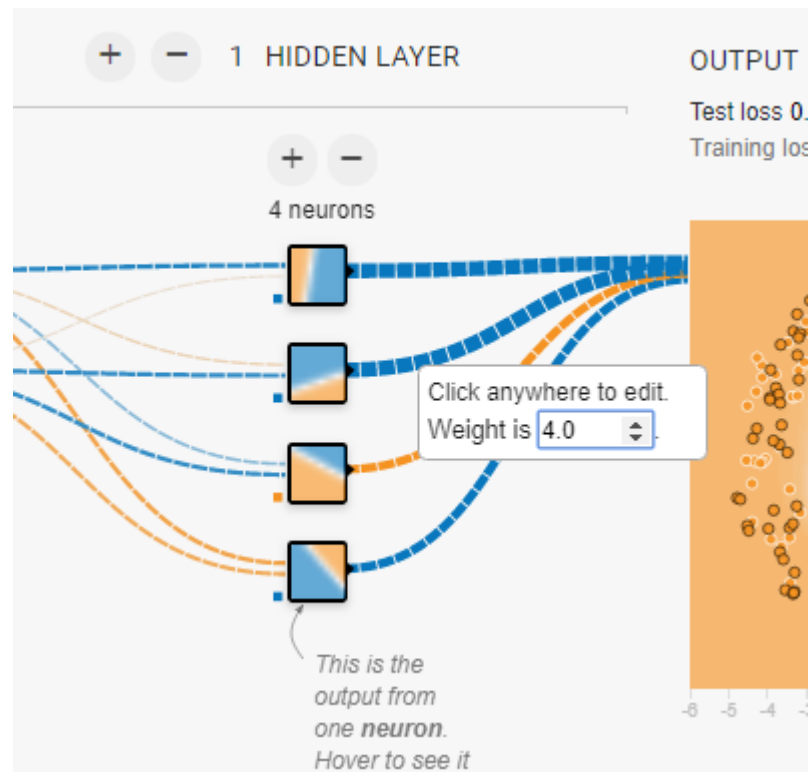 + − 1 HIDDEN LAYER
OUTPUT
Test loss 0.
Training los
+ −
4 neurons
Click anywhere to edit.
Weight is 4.0 .
This is the
output from
one neuron.
Hover to see it
-6 -5 -4